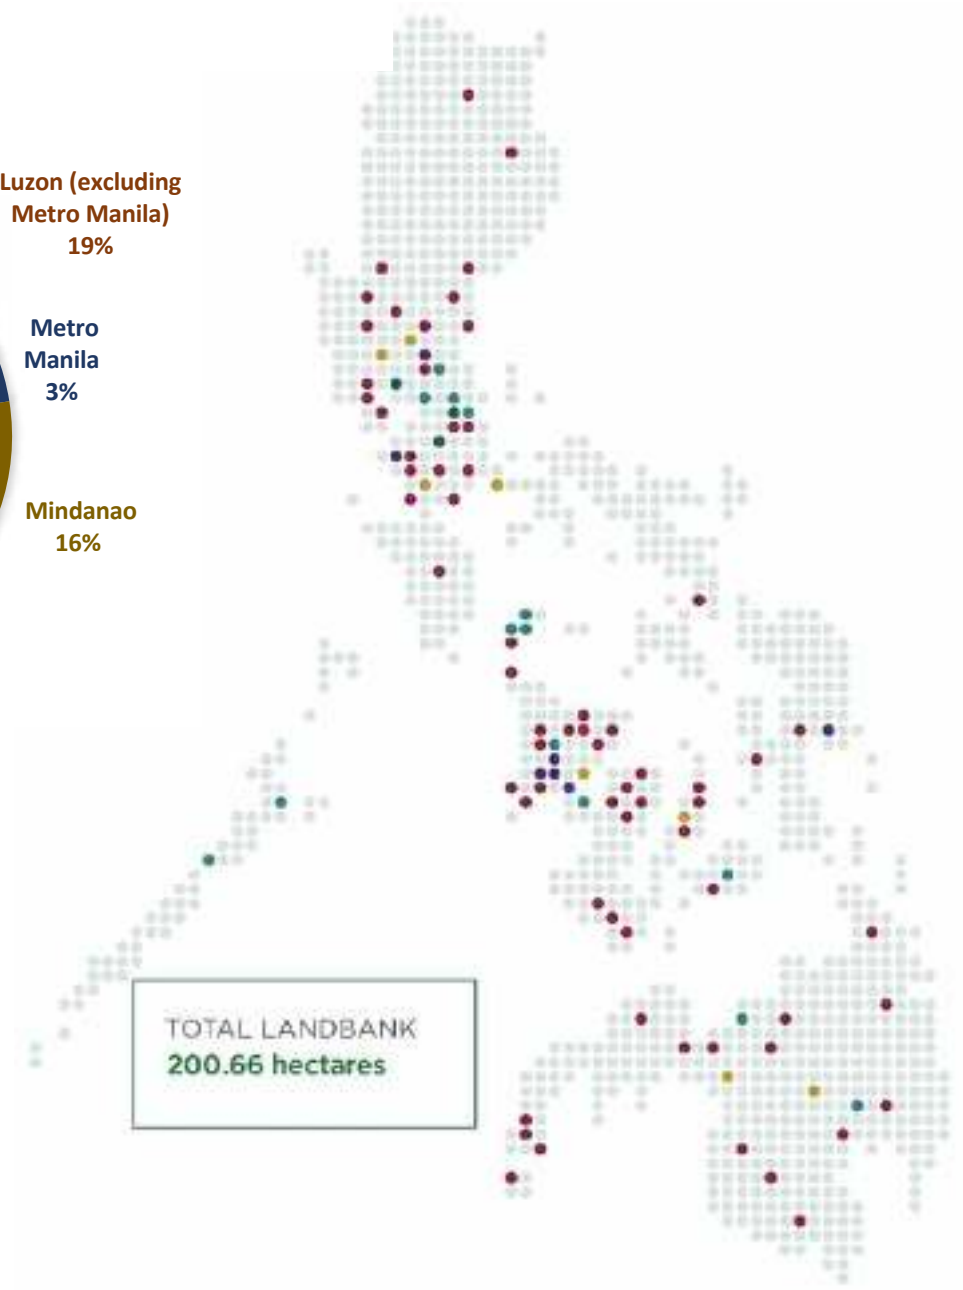 Luzon (excluding
Metro Manila)
19%
Metro
Manila
3%
Mindanao
16%
TOTAL LANDBANK
200.66 hectares